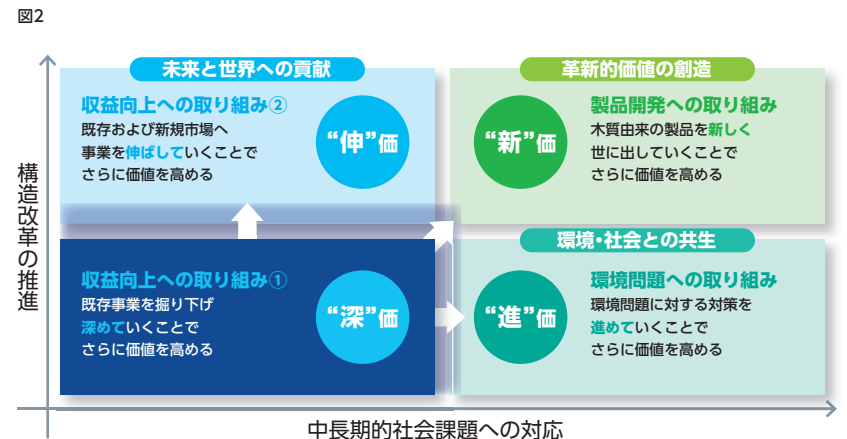 図2
未来と世界への貢献
収益向上への取り組み②
既存および新規市場へ
事業を伸ばしていくことで
さらに価値を高める
“伸”価
革新的価値の創造
製品開発への取り組み
木質由来の製品を新しく
世に出していくことで
さらに価値を高める
“新”価
収益向上への取り組み①
既存事業を掘り下げ
深めていくことで
さらに価値を高める
“深”価
環境・社会との共生
環境問題への取り組み
環境問題に対する対策を
進めていくことで
さらに価値を高める
“進”価
構造改革の推進
中長期的社会課題への対応